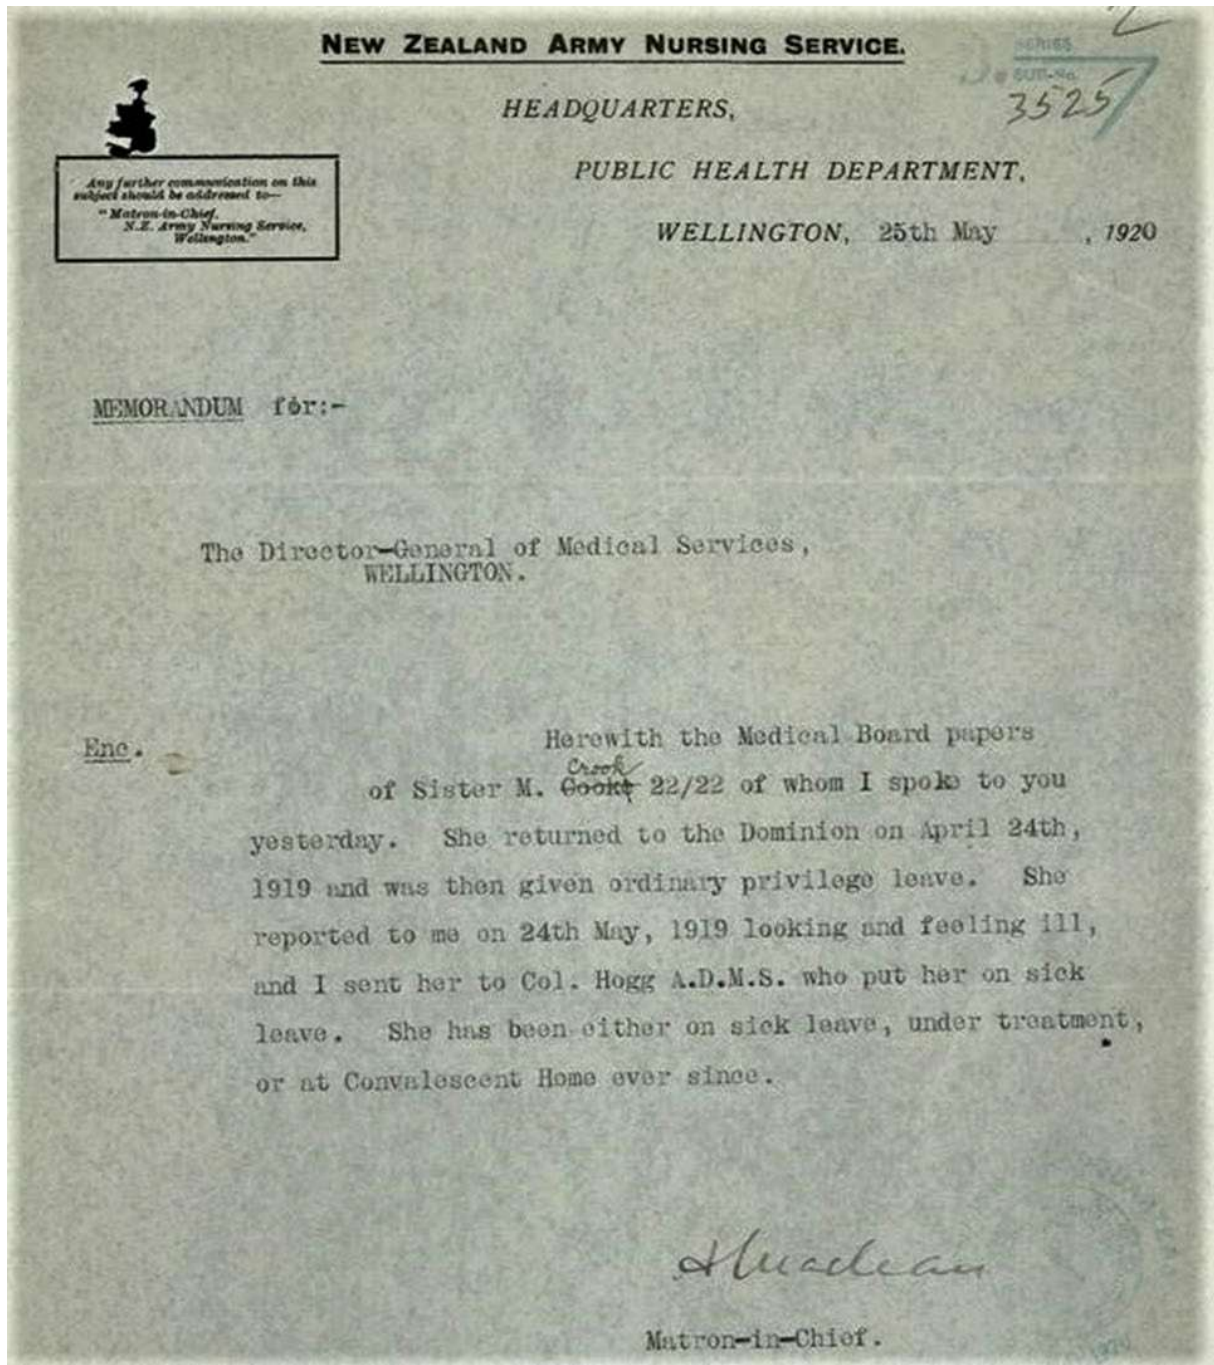 NEW ZEALAND ARMY NURSING SERVICE.
SERIES
SUB-No.
3525
HEADQUARTERS,
PUBLIC HEALTH DEPARTMENT,
WELLINGTON, 25th May , 1920
Any further communication on this
subject should be addressed to—
"Matron-in-Chief,
N.Z. Army Nursing Service,
Wellington."
MEMORANDUM for:-
The Director-General of Medical Services,
WELLINGTON.
Enc.
Herewith the Medical Board papers
Crook
of Sister M. Cooke 22/22 of whom I spoke to you
yesterday. She returned to the Dominion on April 24th,
1919 and was then given ordinary privilege leave. She
reported to me on 24th May, 1919 looking and feeling ill,
and I sent her to Col. Hogg A.D.M.S. who put her on sick
leave. She has been either on sick leave, under treatment,
or at Convalescent Home ever since.
H Maclean
Matron-in-Chief.